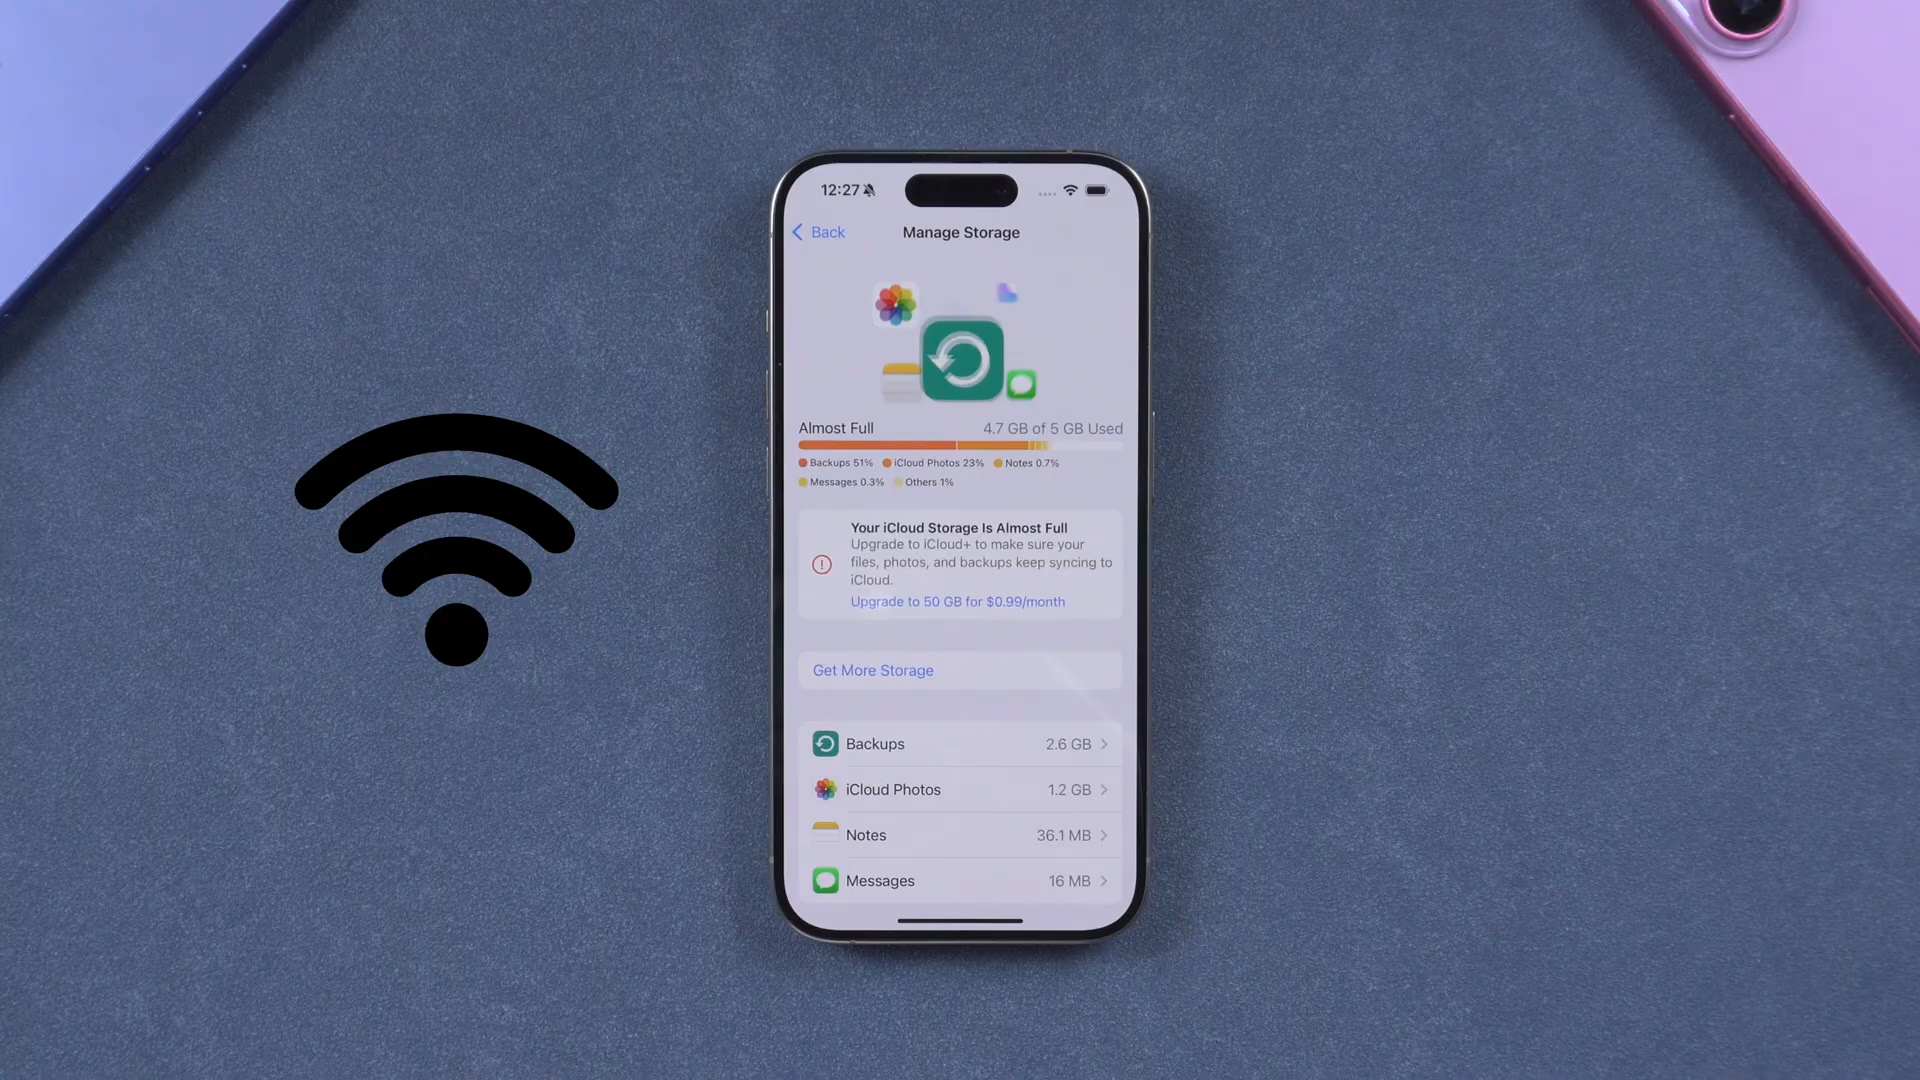 12:27
Back
Manage Storage
Almost Full
4.7 GB of 5 GB Used
Backups 51% iCloud Photos 23% Notes 0.7%
Messages 0.3% Others 1%
Your iCloud Storage Is Almost Full
Upgrade to iCloud+ to make sure your
files, photos, and backups keep syncing to
iCloud.
Upgrade to 50 GB for $0.99/month
Get More Storage
Backups 2.6 GB
iCloud Photos 1.2 GB
Notes 36.1 MB
Messages 16 MB